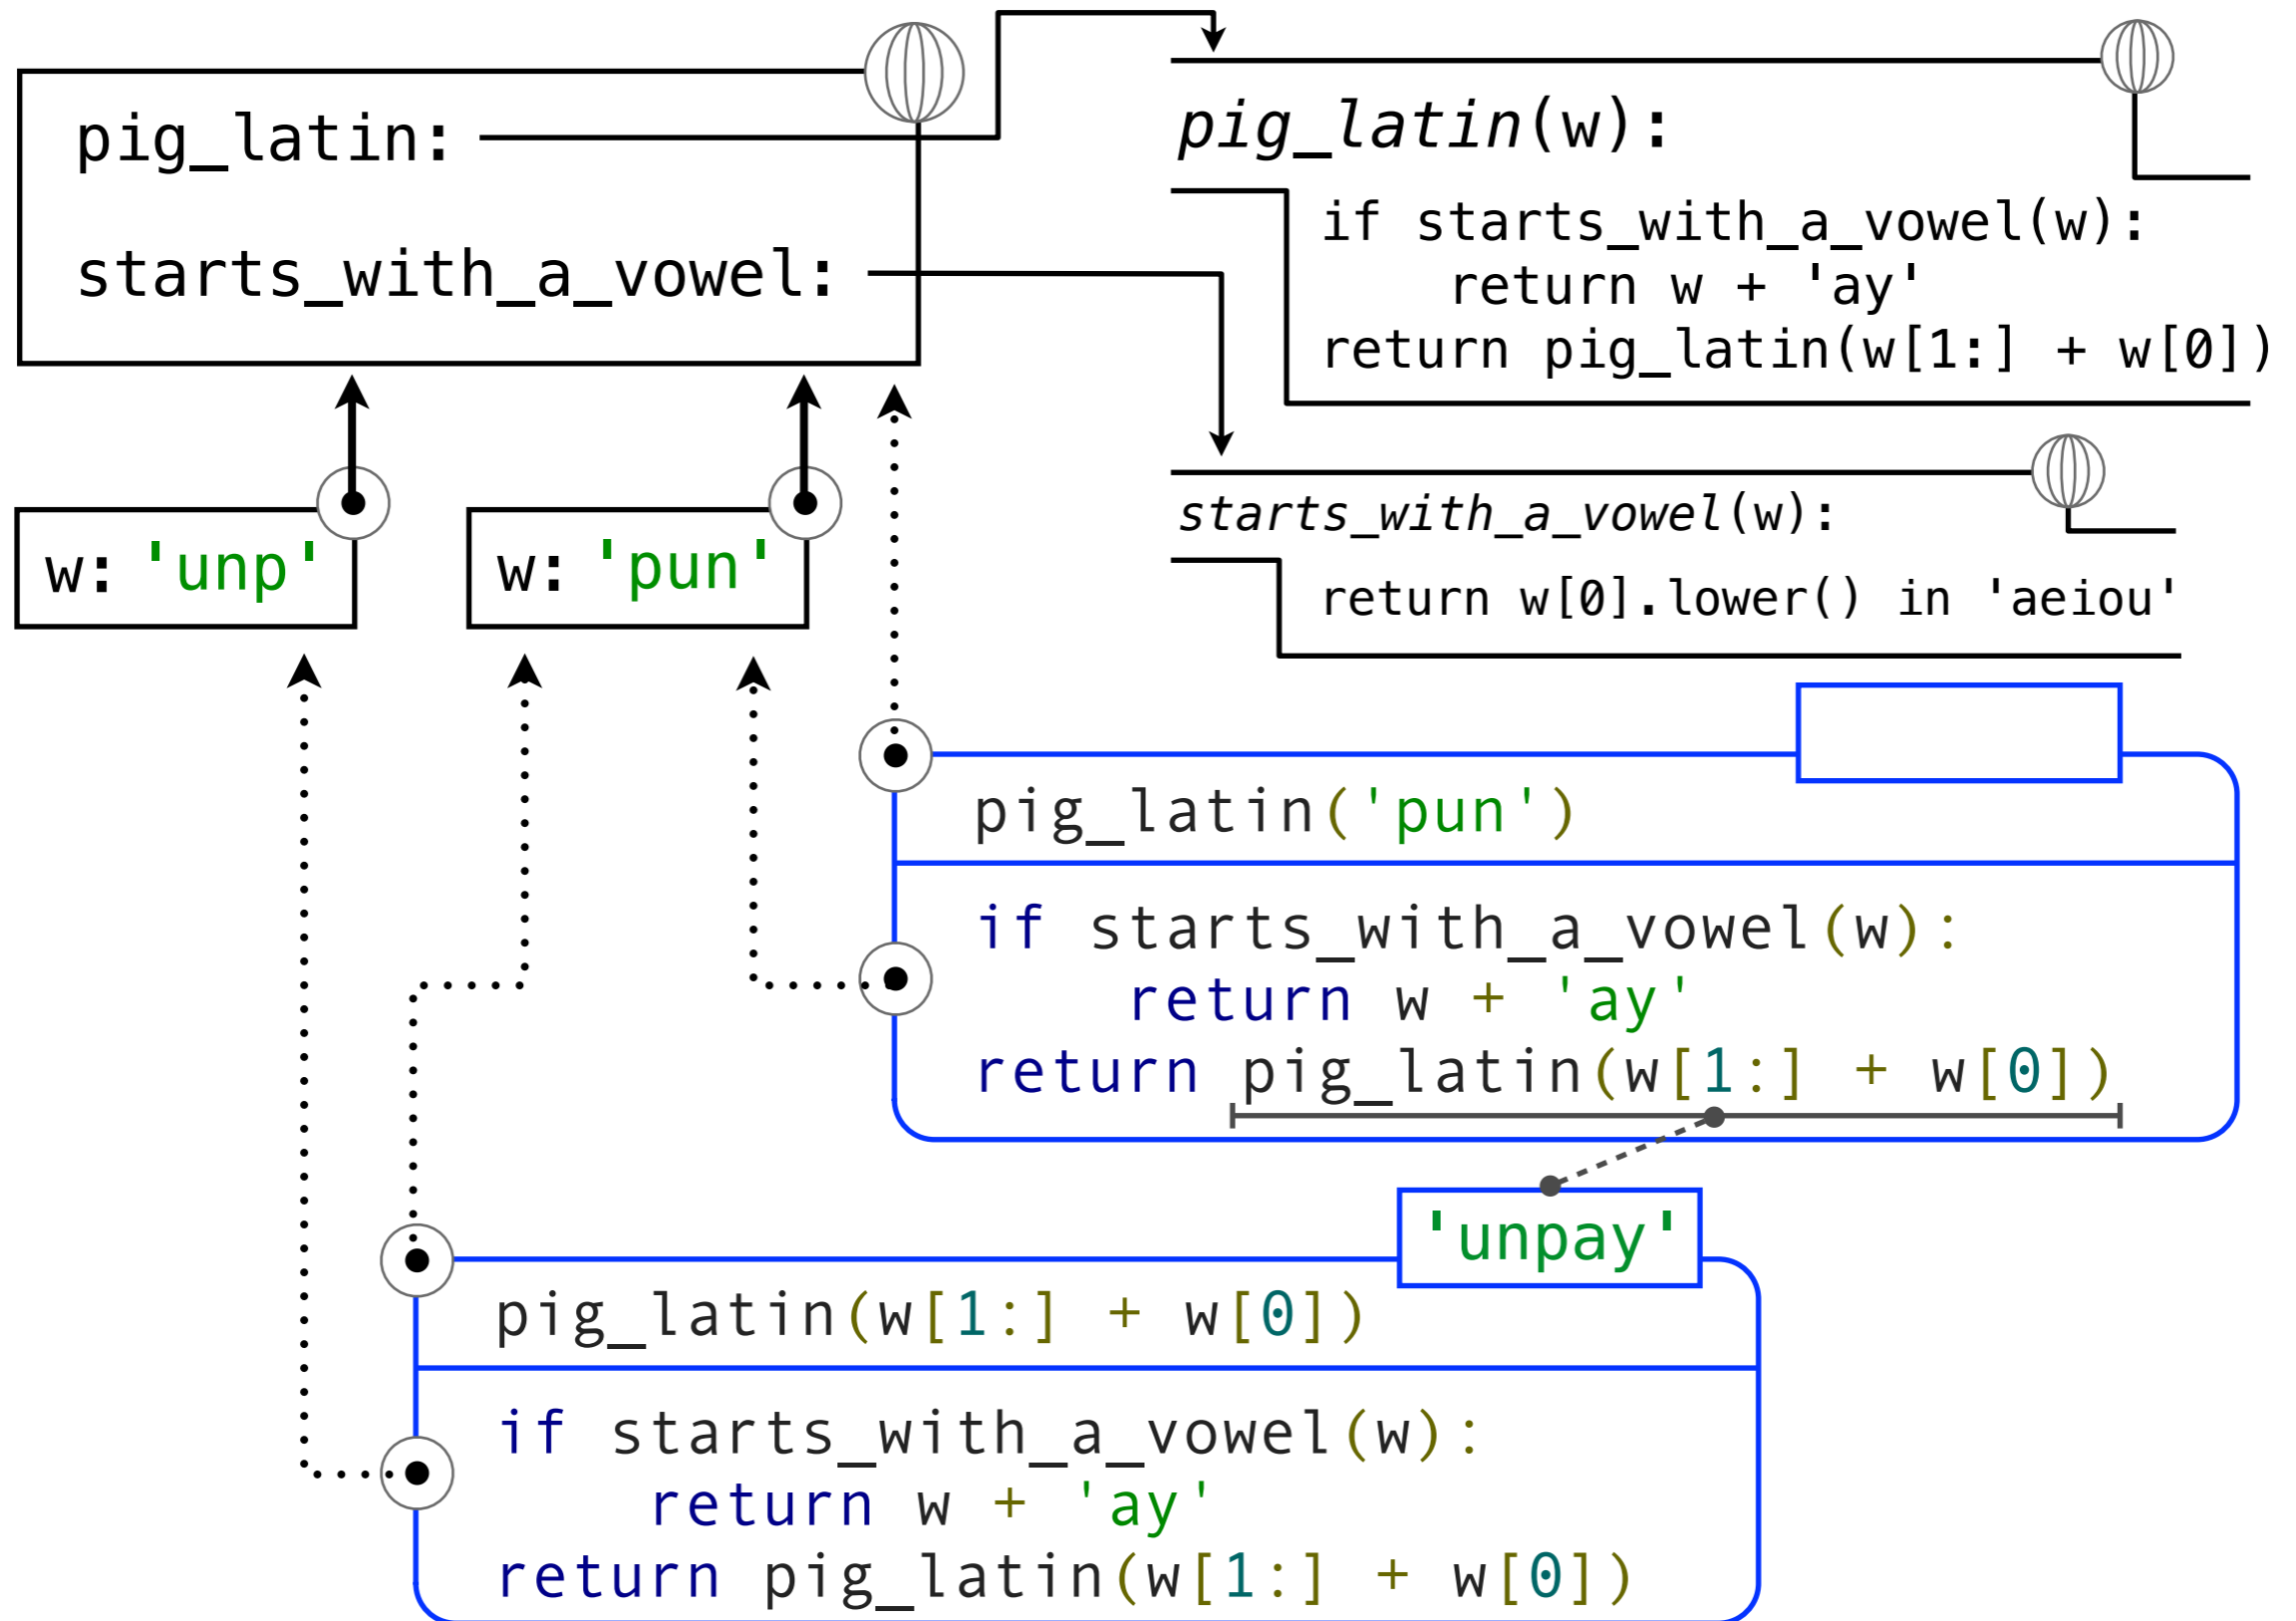 pig_latin:
starts_with_a_vowel:
pig_latin(w):
if starts_with_a_vowel(w):
return w + 'ay'
return pig_latin(w[1:] + w[0])
starts_with_a_vowel(w):
return w[0].lower() in 'aeiou'
w: 'unp'
w: 'pun'
pig_latin('pun')
if starts_with_a_vowel(w):
return w + 'ay'
return pig_latin(w[1:] + w[0])
'unpay'
pig_latin(w[1:] + w[0])
if starts_with_a_vowel(w):
return w + 'ay'
return pig_latin(w[1:] + w[0])